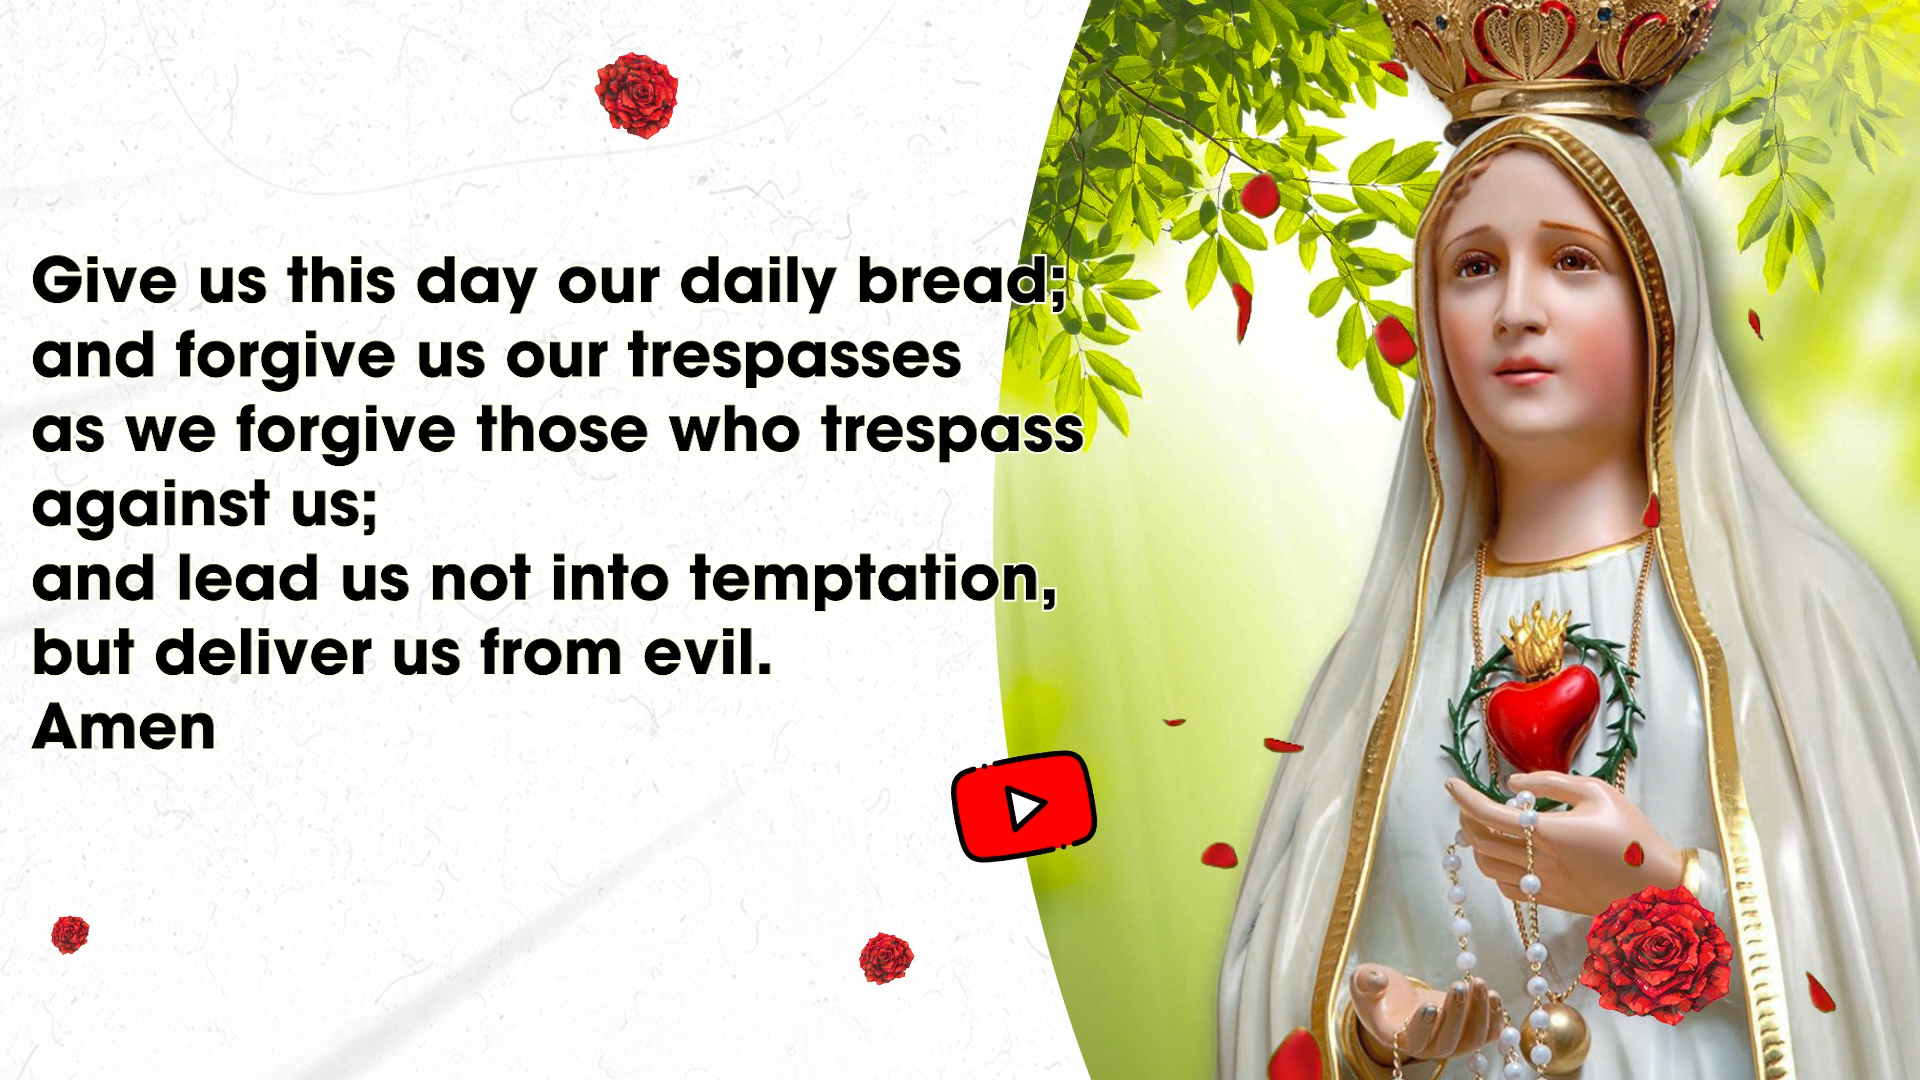 Give us this day our daily bread;
and forgive us our trespasses
as we forgive those who trespass
against us;
and lead us not into temptation,
but deliver us from evil.
Amen